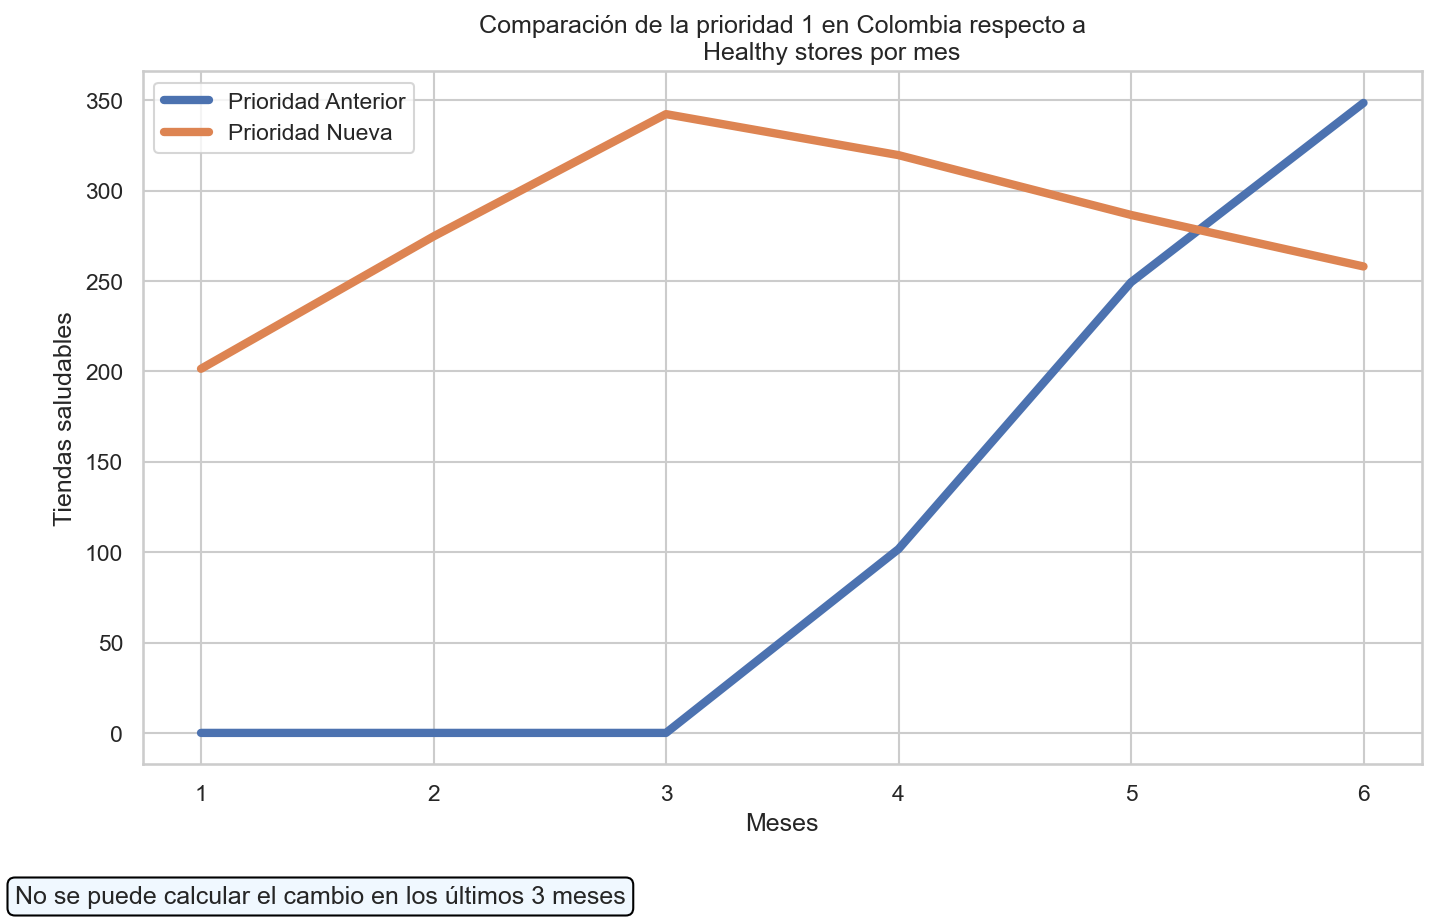 Comparación de la prioridad 1 en Colombia respecto a
Healthy stores por mes
Prioridad Anterior
Prioridad Nueva
350
300
250
200
150
100
50
0
Tiendas saludables
1 2 3 4 5 6
Meses
No se puede calcular el cambio en los últimos 3 meses